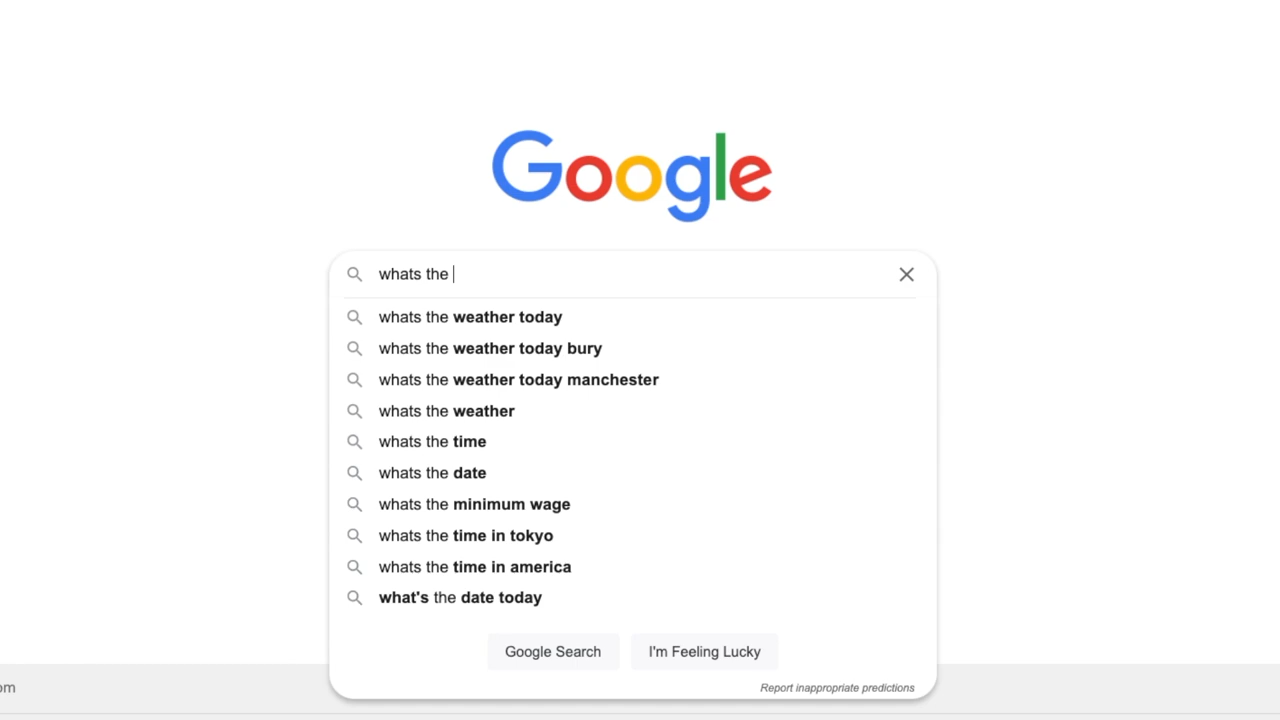 Google
whats the
whats the weather today
whats the weather today bury
whats the weather today manchester
whats the weather
whats the time
whats the date
whats the minimum wage
whats the time in tokyo
whats the time in america
what's the date today
Google Search
I'm Feeling Lucky
om
Report inappropriate predictions